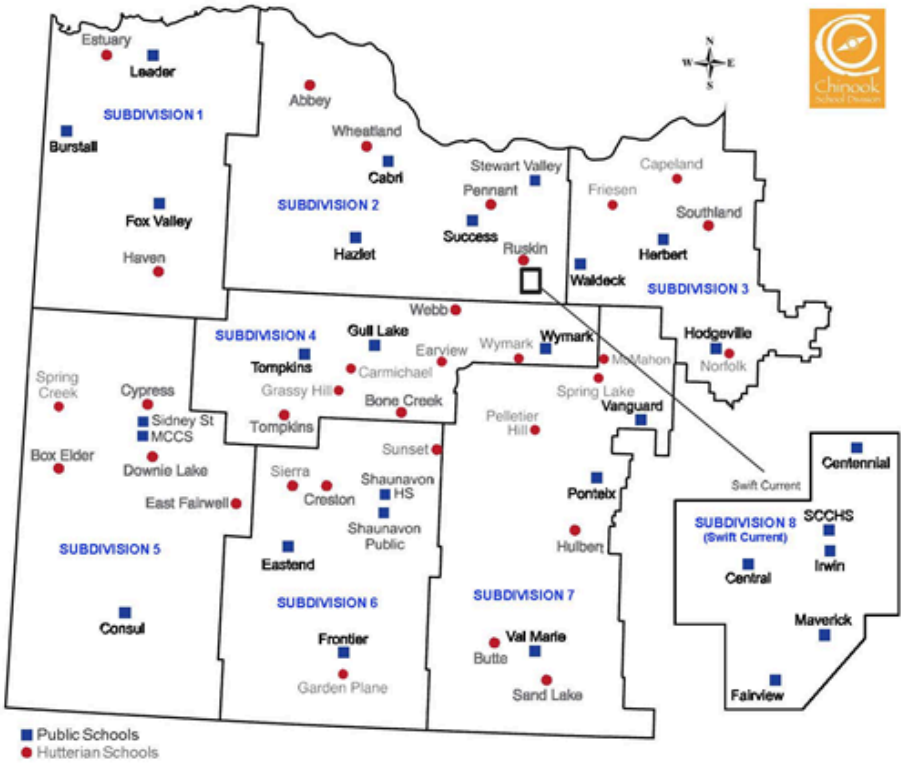 N
W E
S
Chinook
School Division
Estuary
Leader
SUBDIVISION 1
Burstall
Fox Valley
Haven
Abbey
Wheatland
Cabri
Stewart Valley
Pennant
SUBDIVISION 2
Success
Hazlet
Ruskin
Capeland
Friesen
Southland
Herbert
Waldeck
SUBDIVISION 3
Hodgeville
Norfolk
SUBDIVISION 4
Gull Lake
Webb
Tompkins
Earview
Wymark
Wymark
Carmichael
Grassy Hill
Bone Creek
Tompkins
McMahon
Spring Lake
Vanguard
Pelletier
Hill
Spring
Creek
Cypress
Sidney St
MCCS
Box Elder
Downie Lake
East Fairwell
SUBDIVISION 5
Consul
Sunset
Sierra
Creston
Shaunavon
HS
Shaunavon
Public
Eastend
SUBDIVISION 6
Frontier
Garden Plane
Ponteix
Hulbert
SUBDIVISION 7
Val Marie
Butte
Sand Lake
Swift Current
Centennial
SUBDIVISION 8
(Swift Current)
SCCHS
Irwin
Central
Maverick
Fairview
Public Schools
Hutterian Schools